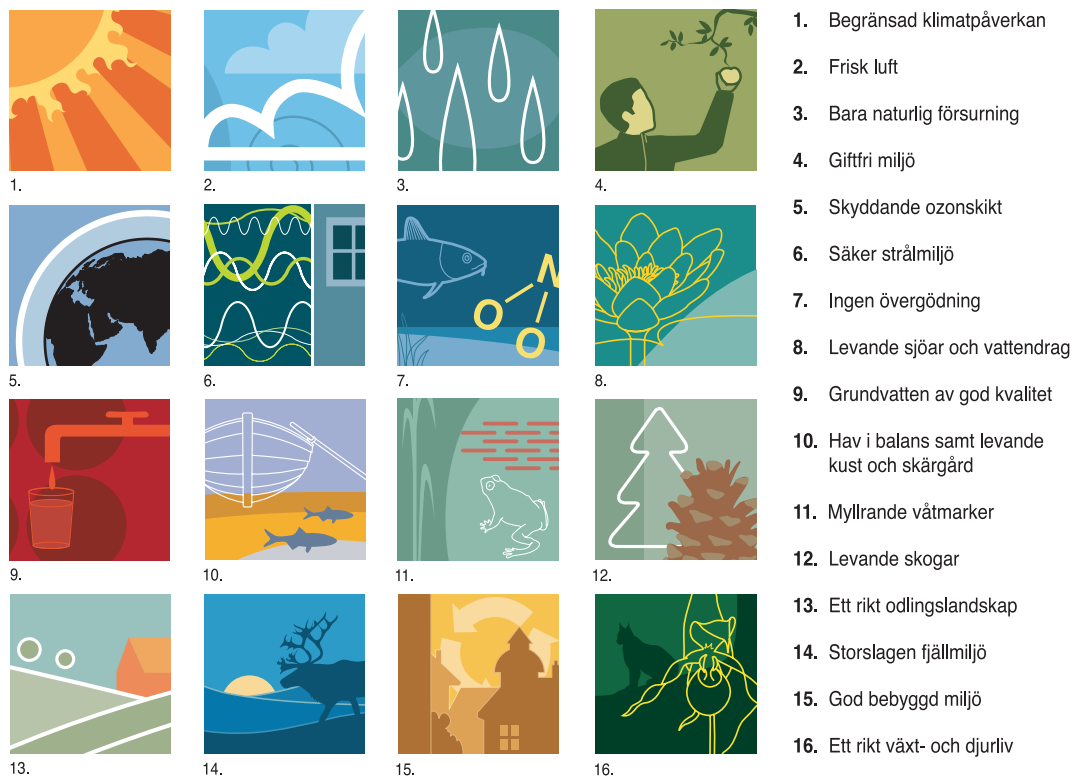 1.
2.
3.
4.
5.
6.
N
O
O
7.
8.
9.
10.
11.
12.
13.
14.
15.
16.
1. Begränsad klimatpåverkan
2. Frisk luft
3. Bara naturlig försurning
4. Giftfri miljö
5. Skyddande ozonskikt
6. Säker strålmiljö
7. Ingen övergödning
8. Levande sjöar och vattendrag
9. Grundvatten av god kvalitet
10. Hav i balans samt levande
kust och skärgård
11. Myllrande våtmarker
12. Levande skogar
13. Ett rikt odlingslandskap
14. Storslagen fjällmiljö
15. God bebyggd miljö
16. Ett rikt växt- och djurliv